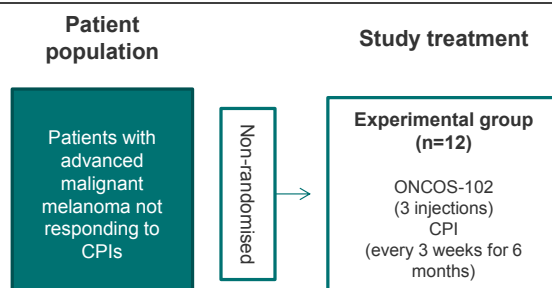 Patient
population
Study treatment
Patients with
advanced
malignant
melanoma not
responding to
CPIs
Non-randomised
Experimental group
(n=12)
ONCOS-102
(3 injections)
CPI
(every 3 weeks for 6
months)